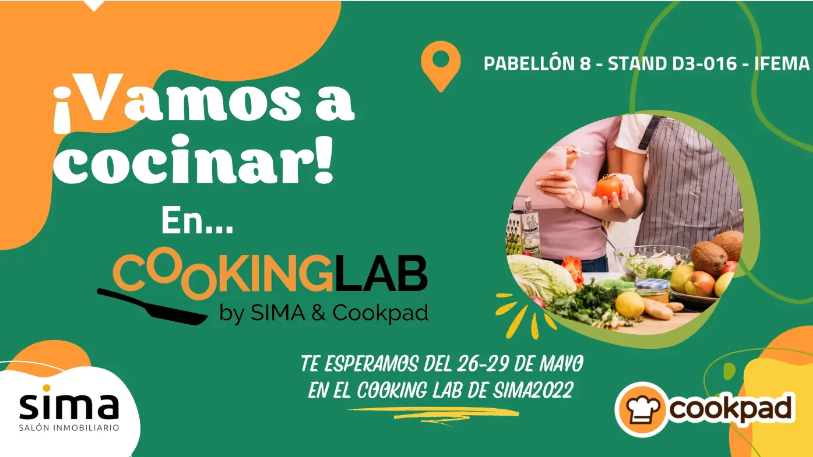 PABELLÓN 8 - STAND D3-016 - IFEMA
¡Vamos a
cocinar!
En...
COOKINGLAB
by SIMA & Cookpad
TE ESPERAMOS DEL 26-29 DE MAYO
EN EL COOKING LAB DE SIMA2022
sima
SALÓN INMOBILIARIO
cookpad